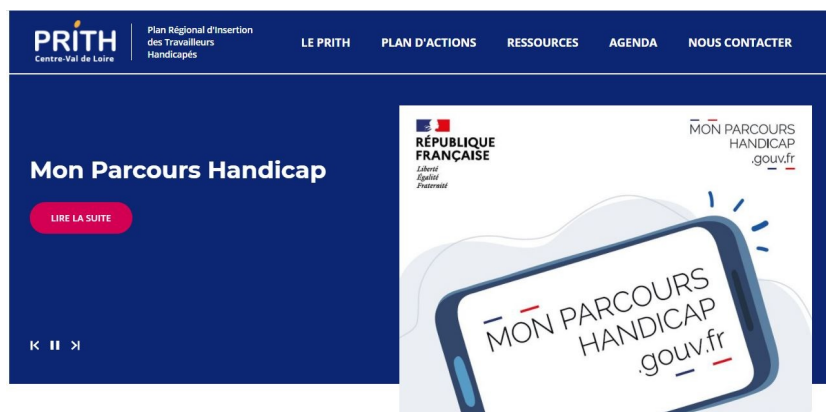 PRITH
Centre-Val de Loire
Plan Régional d'Insertion
des Travailleurs
Handicapés
LE PRITH
PLAN D'ACTIONS
RESSOURCES
AGENDA
NOUS CONTACTER
Mon Parcours Handicap
LIRE LA SUITE
RÉPUBLIQUE
FRANÇAISE
Liberté
Égalité
Fraternité
MON PARCOURS
HANDICAP
.gouv.fr
MON PARCOURS
HANDICAP
.gouv.fr